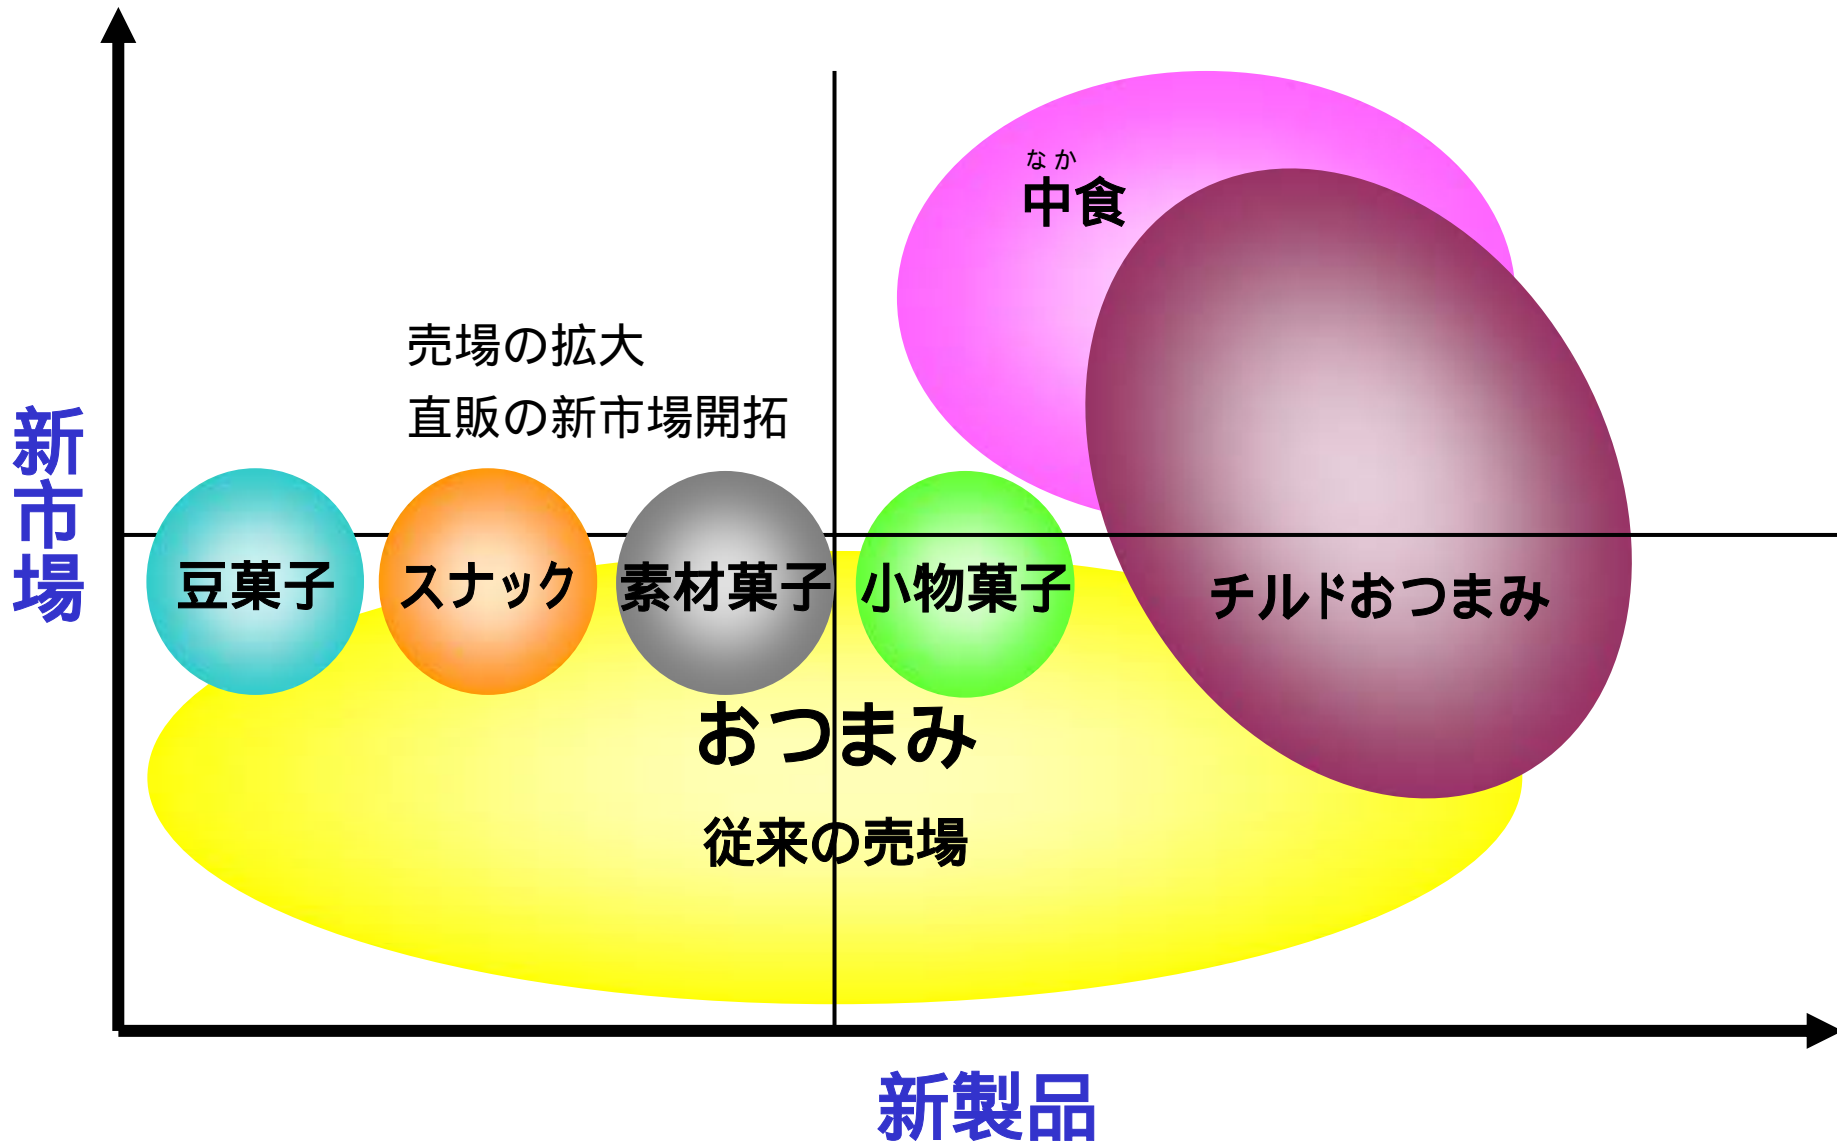 なか
中食
売場の拡大
直販の新市場開拓
新市場
豆菓子
スナック
素材菓子
小物菓子
チルドおつまみ
おつまみ
従来の売場
新製品